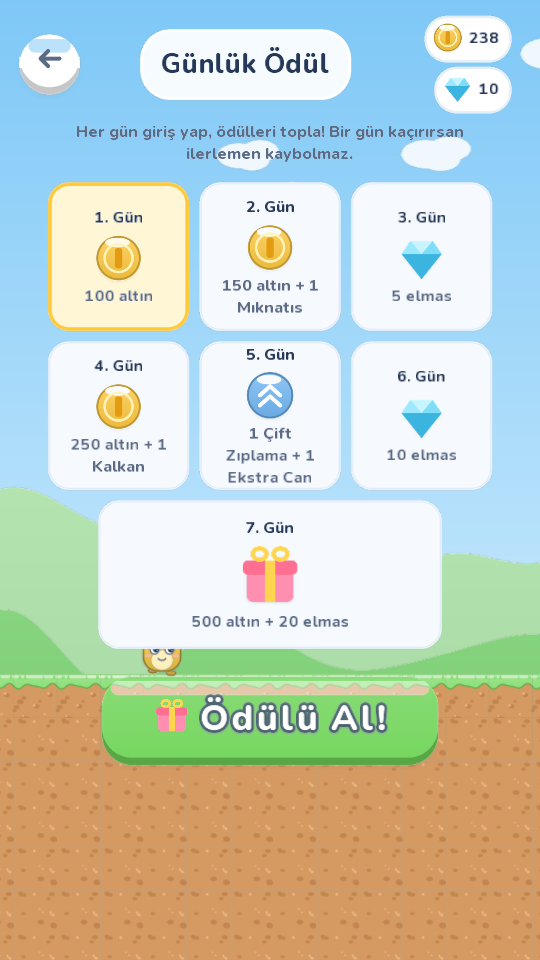 Günlük Ödül
238
10
Her gün giriş yap, ödülleri topla! Bir gün kaçırırsan
ilerlemen kaybolmaz.
1. Gün
100 altın
2. Gün
150 altın + 1
Mıknatıs
3. Gün
5 elmas
4. Gün
250 altın + 1
Kalkan
5. Gün
1 Çift
Zıplama + 1
Ekstra Can
6. Gün
10 elmas
7. Gün
500 altın + 20 elmas
Ödülü Al!